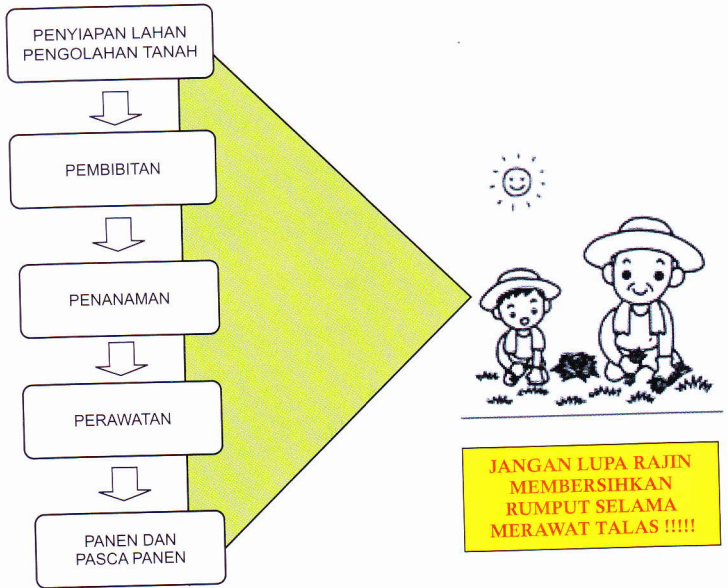 PENYIAPAN LAHAN
PENGOLAHAN TANAH
PEMBIBITAN
PENANAMAN
PERAWATAN
PANEN DAN
PASCA PANEN
JANGAN LUPA RAJIN
MEMBERSIHKAN
RUMPUT SELAMA
MERAWAT TALAS !!!!!